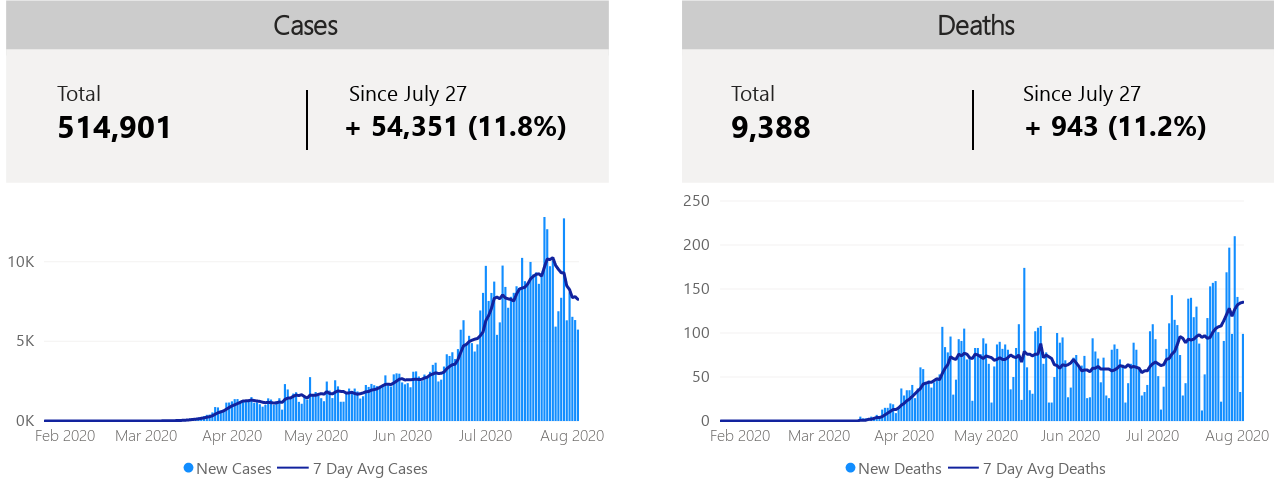 Cases
Total
514,901
Since July 27
+ 54,351 (11.8%)
10K
5K
0K
Feb 2020
Mar 2020
Apr 2020
May 2020
Jun 2020
Jul 2020
Aug 2020
New Cases
7 Day Avg Cases
Deaths
Total
9,388
Since July 27
+ 943 (11.2%)
250
200
150
100
50
0
Feb 2020
Mar 2020
Apr 2020
May 2020
Jun 2020
Jul 2020
Aug 2020
New Deaths
7 Day Avg Deaths